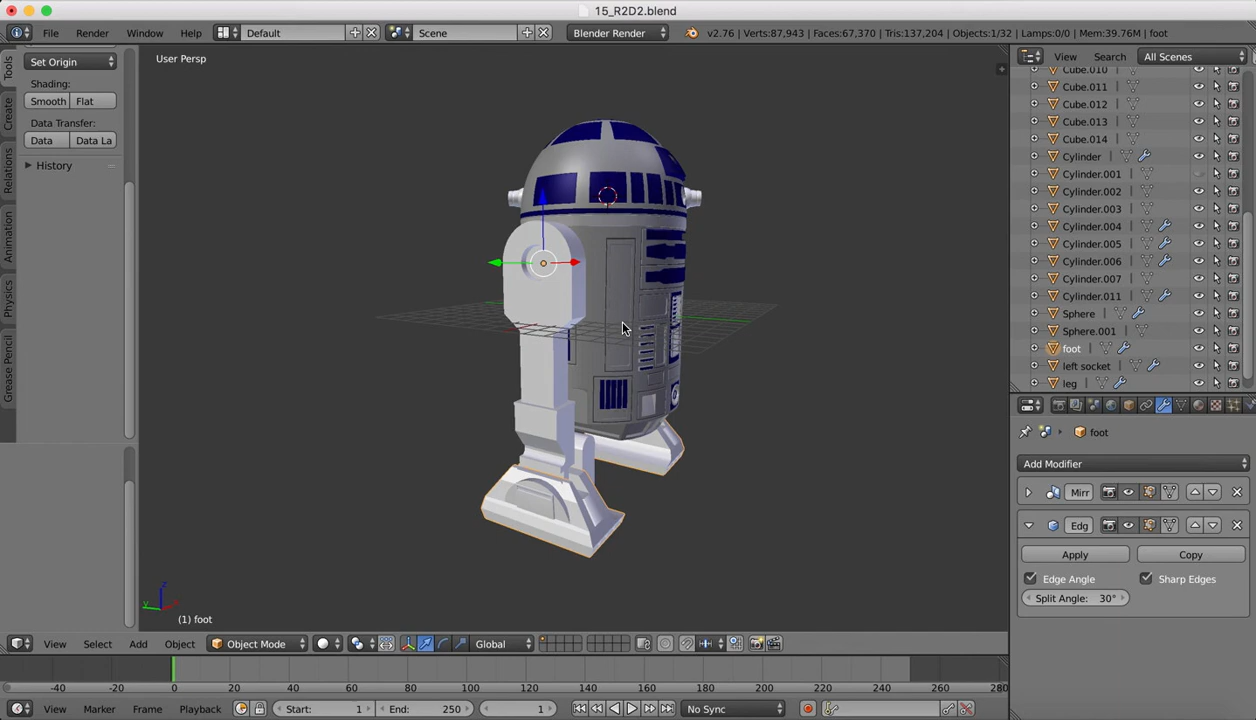 15_R2D2.blend
File Render Window Help Default Scene Blender Render v2.76 | Verts:87,943 | Faces:67,370 | Tris:137,204 | Objects:1/32 | Lamps:0/0 | Mem:39.76M | foot
Tools
Create
Relations
Animation
Physics
Grease Pencil
Set Origin
Shading:
Smooth Flat
Data Transfer:
Data Data La
History
User Persp
(1) foot
View Select Add Object Object Mode Global
-40 -20 0 20 40 60 80 100 120 140 160 180 200 220 240 260 280
View Marker Frame Playback Start: 1 End: 250 1 No Sync
View Search All Scenes
Cube.010
Cube.011
Cube.012
Cube.013
Cube.014
Cylinder
Cylinder.001
Cylinder.002
Cylinder.003
Cylinder.004
Cylinder.005
Cylinder.006
Cylinder.007
Cylinder.011
Sphere
Sphere.001
foot
left socket
leg
foot
Add Modifier
Mirr
Edg
Apply Copy
Edge Angle Sharp Edges
Split Angle: 30°